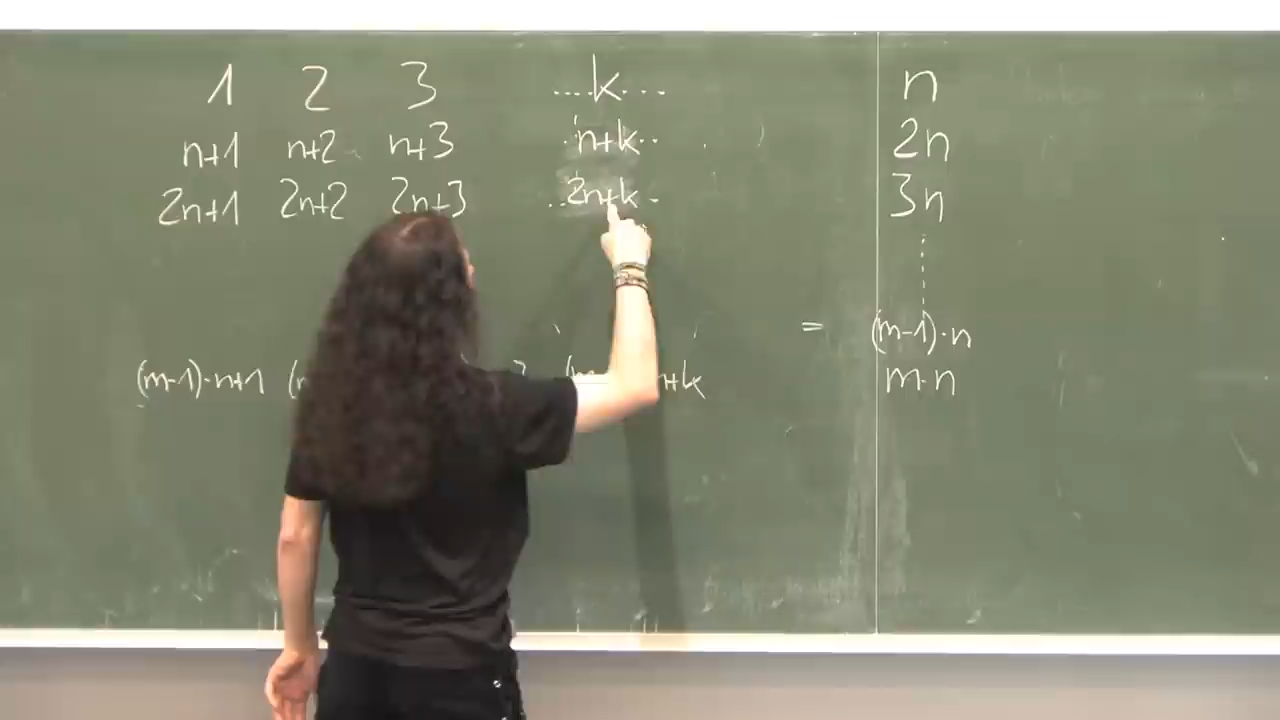 1 2 3 ....k... n
n+1 n+2 n+3 .n+k.. 2n
2n+1 2n+2 2n+3 ..2n+k. 3n
= (m-1)·n
(m-1)·n+1 +k m·n